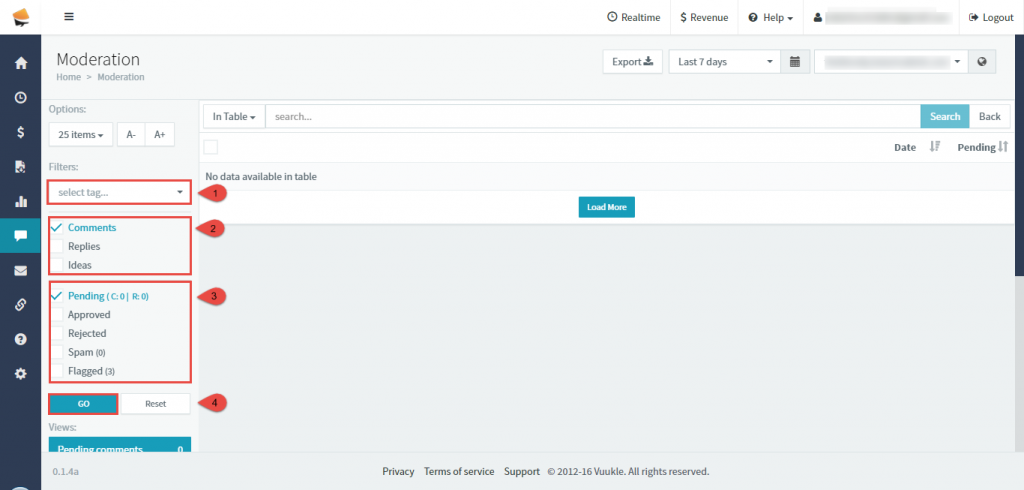 Realtime
$ Revenue
Help
Logout
Moderation
Home > Moderation
Export
Last 7 days
Options:
25 items
A-
A+
Filters:
select tag...
1
Comments
Replies
Ideas
2
Pending ( C: 0 | R: 0)
Approved
Rejected
Spam (0)
Flagged (3)
3
GO
Reset
4
Views:
Pending comments 0
In Table
search...
Search
Back
Date
Pending
No data available in table
Load More
0.1.4a
Privacy Terms of service Support © 2012-16 Vuukle. All rights reserved.